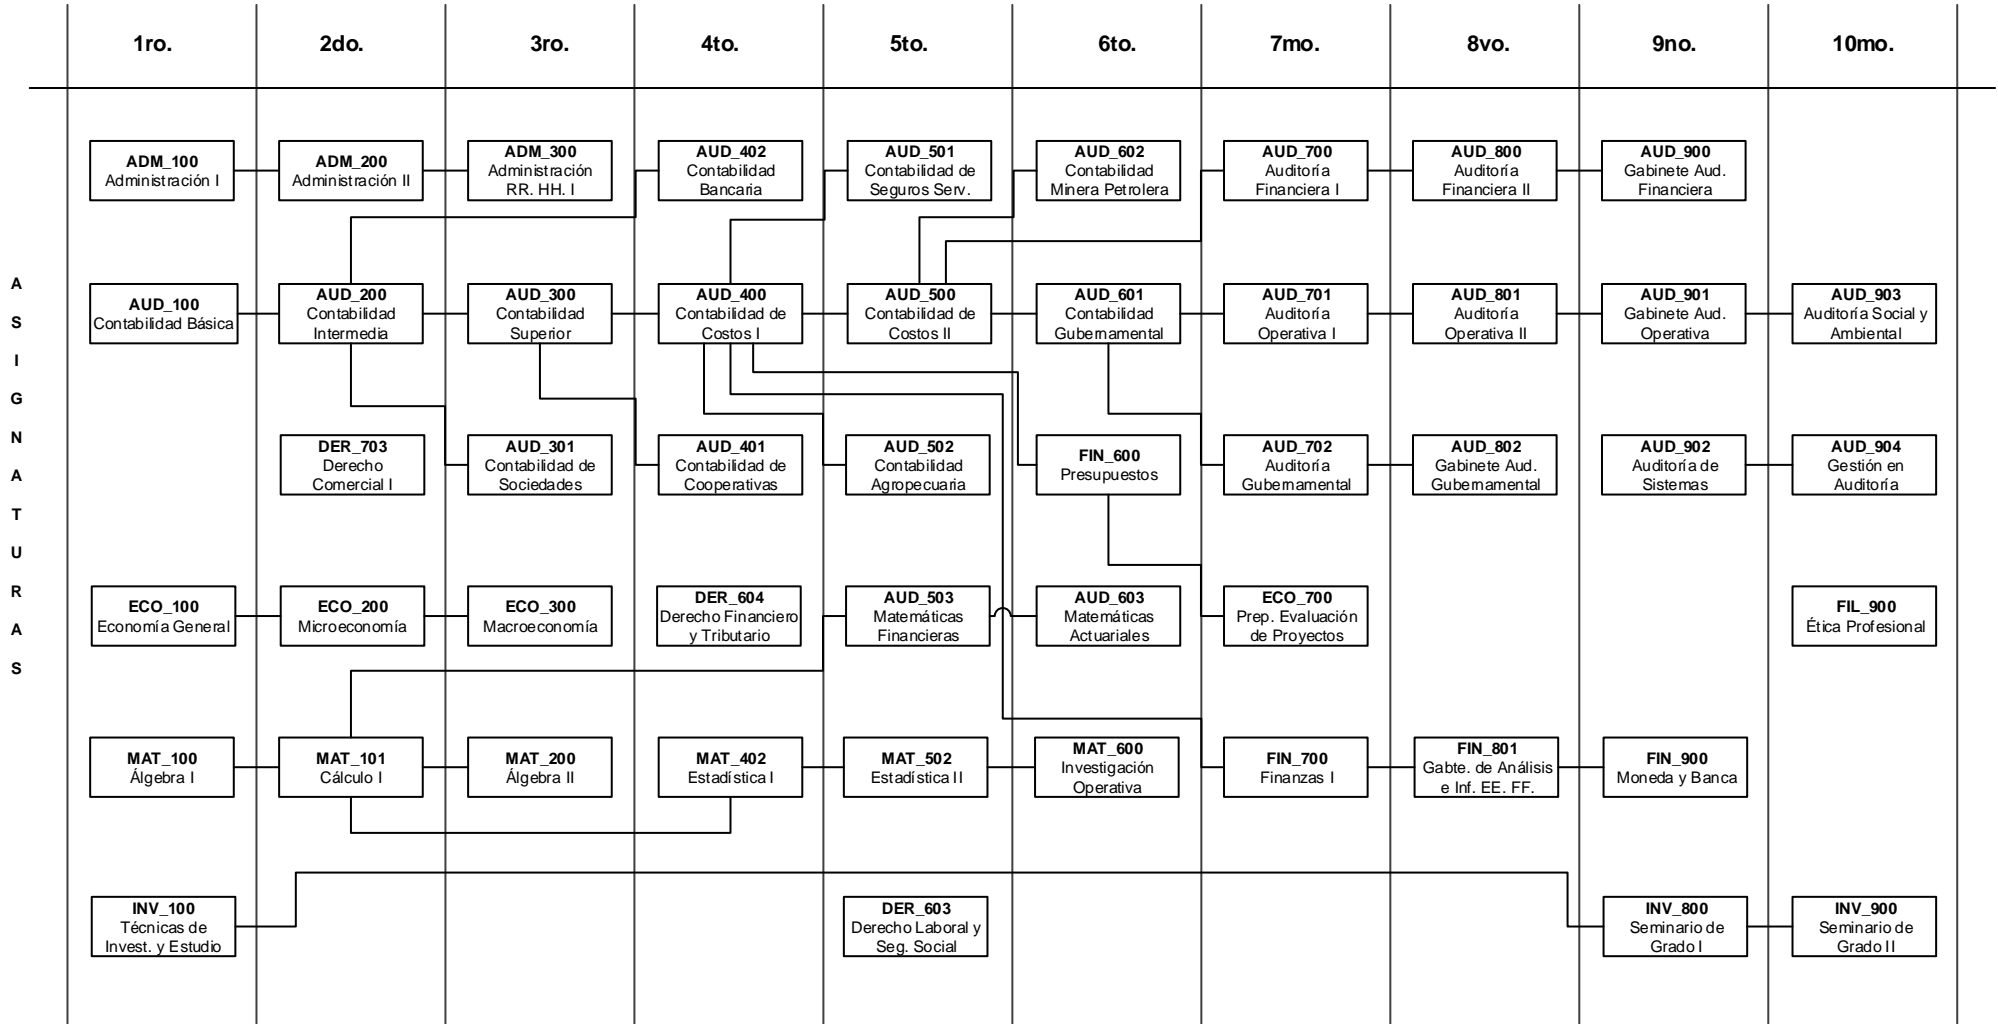 1ro.
2do.
3ro.
4to.
5to.
6to.
7mo.
8vo.
9no.
10mo.
A
S
I
G
N
A
T
U
R
A
S
ADM_100
Administración I
ADM_200
Administración II
ADM_300
Administración
RR. HH. I
AUD_402
Contabilidad
Bancaria
AUD_501
Contabilidad de
Seguros Serv.
AUD_602
Contabilidad
Minera Petrolera
AUD_700
Auditoría
Financiera I
AUD_800
Auditoría
Financiera II
AUD_900
Gabinete Aud.
Financiera
AUD_100
Contabilidad Básica
AUD_200
Contabilidad
Intermedia
AUD_300
Contabilidad
Superior
AUD_400
Contabilidad de
Costos I
AUD_500
Contabilidad de
Costos II
AUD_601
Contabilidad
Gubernamental
AUD_701
Auditoría
Operativa I
AUD_801
Auditoría
Operativa II
AUD_901
Gabinete Aud.
Operativa
AUD_903
Auditoría Social y
Ambiental
DER_703
Derecho
Comercial I
AUD_301
Contabilidad de
Sociedades
AUD_401
Contabilidad de
Cooperativas
AUD_502
Contabilidad
Agropecuaria
FIN_600
Presupuestos
AUD_702
Auditoría
Gubernamental
AUD_802
Gabinete Aud.
Gubernamental
AUD_902
Auditoría de
Sistemas
AUD_904
Gestión en
Auditoría
ECO_100
Economía General
ECO_200
Microeconomía
ECO_300
Macroeconomía
DER_604
Derecho Financiero
y Tributario
AUD_503
Matemáticas
Financieras
AUD_603
Matemáticas
Actuariales
ECO_700
Prep. Evaluación
de Proyectos
FIL_900
Ética Profesional
MAT_100
Álgebra I
MAT_101
Cálculo I
MAT_200
Álgebra II
MAT_402
Estadística I
MAT_502
Estadística II
MAT_600
Investigación
Operativa
FIN_700
Finanzas I
FIN_801
Gabte. de Análisis
e Inf. EE. FF.
FIN_900
Moneda y Banca
INV_100
Técnicas de
Invest. y Estudio
DER_603
Derecho Laboral y
Seg. Social
INV_800
Seminario de
Grado I
INV_900
Seminario de
Grado II